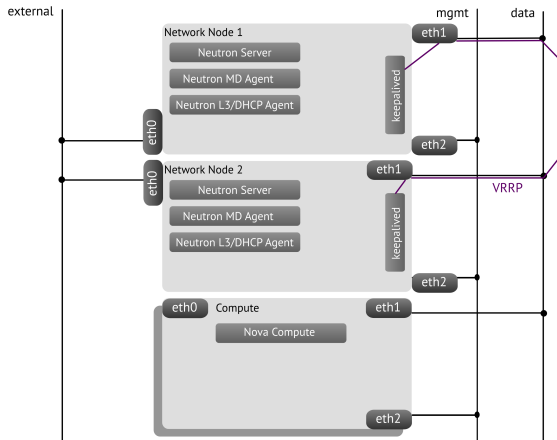 external
mgmt
data
Network Node 1
eth1
Neutron Server
Neutron MD Agent
Neutron L3/DHCP Agent
keepalived
eth0
eth2
Network Node 2
eth0
eth1
Neutron Server
Neutron MD Agent
Neutron L3/DHCP Agent
keepalived
VRRP
eth2
eth0
Compute
eth1
Nova Compute
eth2